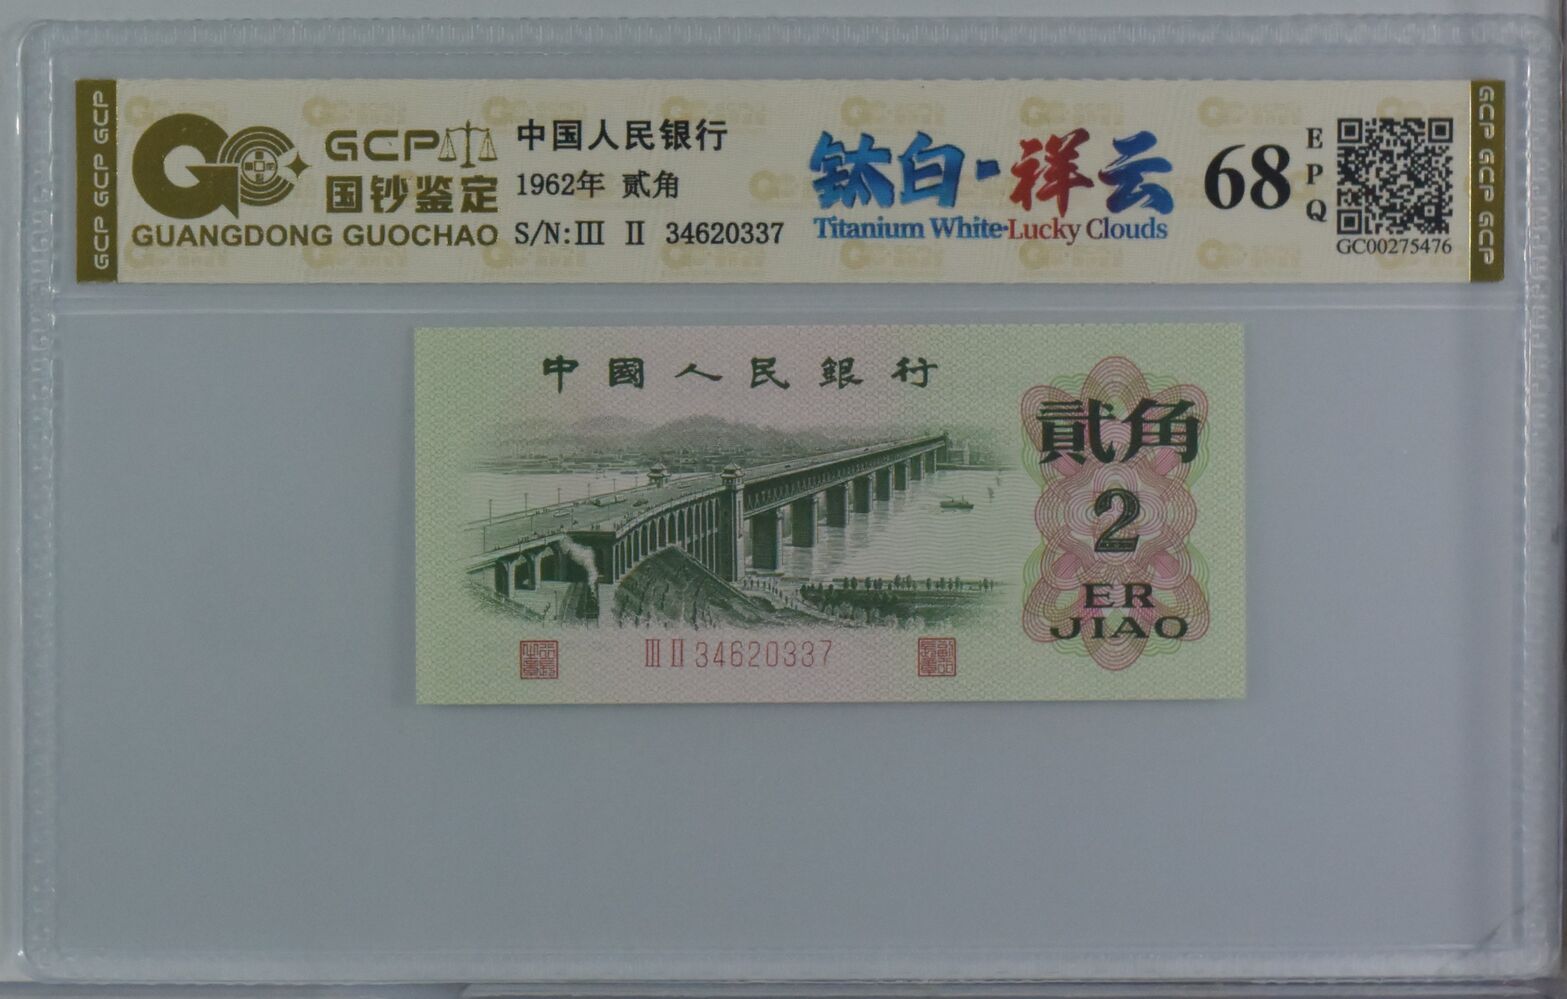 GCP GCP GCP
GCP
国钞鉴定
GUANGDONG GUOCHAO
中国人民银行
1962年 贰角
S/N:III II 34620337
钛白·祥云
Titanium White·Lucky Clouds
68
EPQ
GC00275476
GCP GCP GCP
中國人民銀行
貳角
2
ER
JIAO
III II 34620337